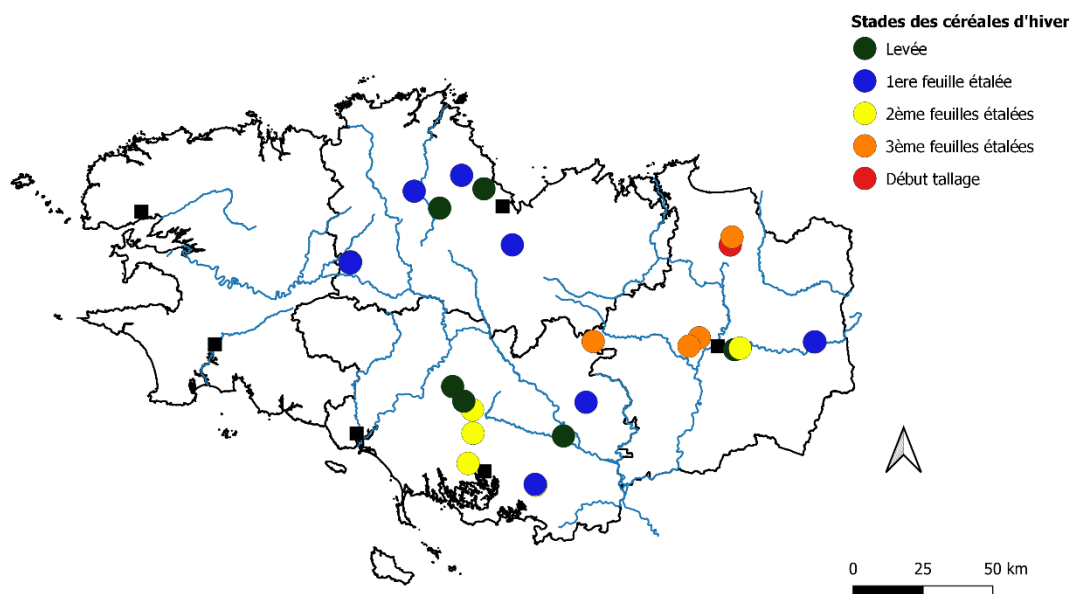 Stades des céréales d'hiver
Levée
1ere feuille étalée
2ème feuilles étalées
3ème feuilles étalées
Début tallage
0 25 50 km